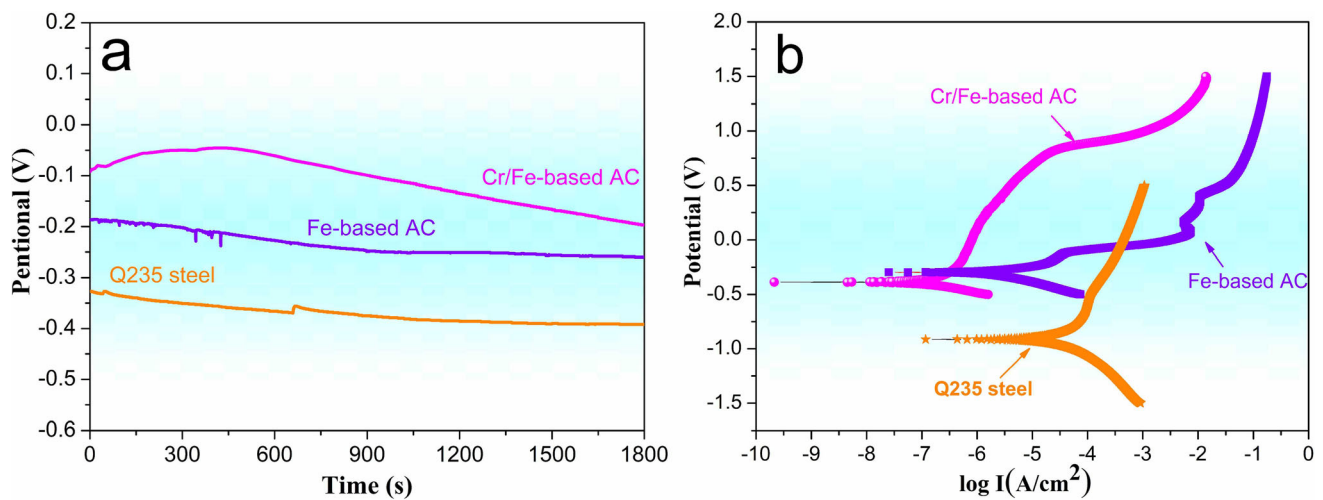 a
0.2
0.1
0.0
-0.1
-0.2
-0.3
-0.4
-0.5
-0.6
Pentional (V)
Cr/Fe-based AC
Fe-based AC
Q235 steel
0 300 600 900 1200 1500 1800
Time (s)
b
2.0
1.5
1.0
0.5
0.0
-0.5
-1.0
-1.5
Potential (V)
Cr/Fe-based AC
Fe-based AC
Q235 steel
-10 -9 -8 -7 -6 -5 -4 -3 -2 -1 0
log I(A/cm²)